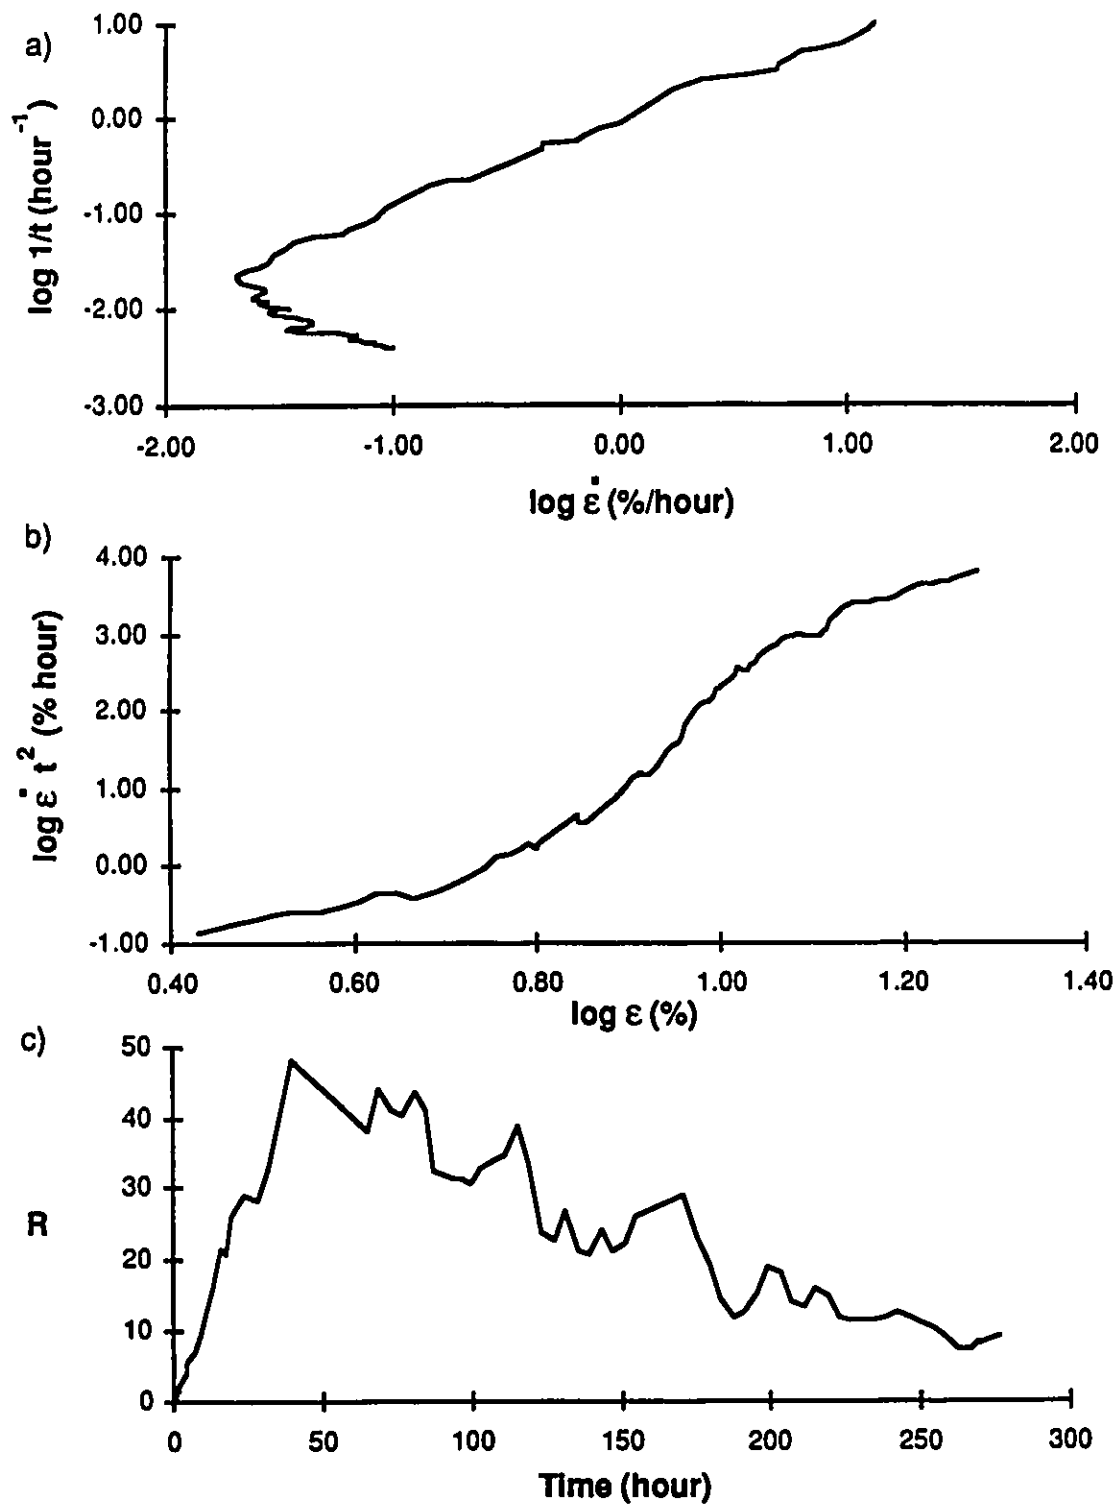 a)
1.00
0.00
-1.00
-2.00
-3.00
log 1/t (hour⁻¹)
-2.00 -1.00 0.00 1.00 2.00
log ε̇ (%/hour)
b)
4.00
3.00
2.00
1.00
0.00
-1.00
log ε̇ t² (% hour)
0.40 0.60 0.80 1.00 1.20 1.40
log ε (%)
c)
50
40
30
20
10
0
R
0 50 100 150 200 250 300
Time (hour)